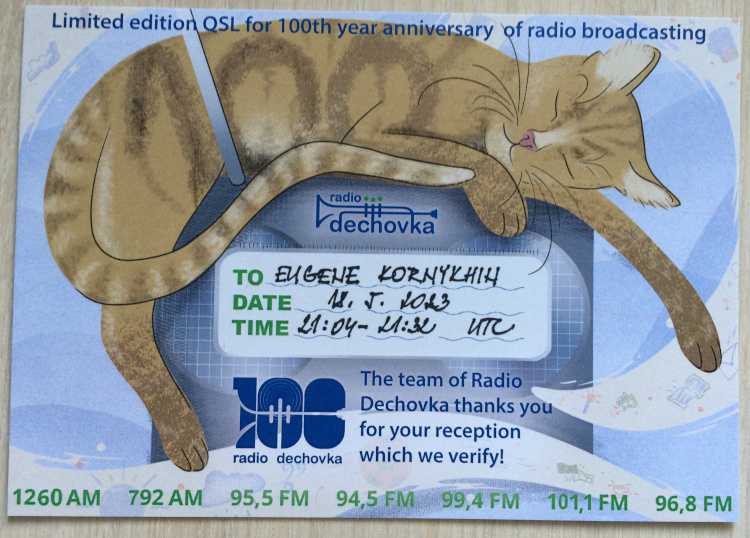 Limited edition QSL for 100th year anniversary of radio broadcasting
radio
dechovka
TO EUGENE KORNYKHIN
DATE 12. 5. 2023
TIME 21:04 - 21:32 UTC
100
radio dechovka
The team of Radio
Dechovka thanks you
for your reception
which we verify!
1260 AM 792 AM 95,5 FM 94,5 FM 99,4 FM 101,1 FM 96,8 FM